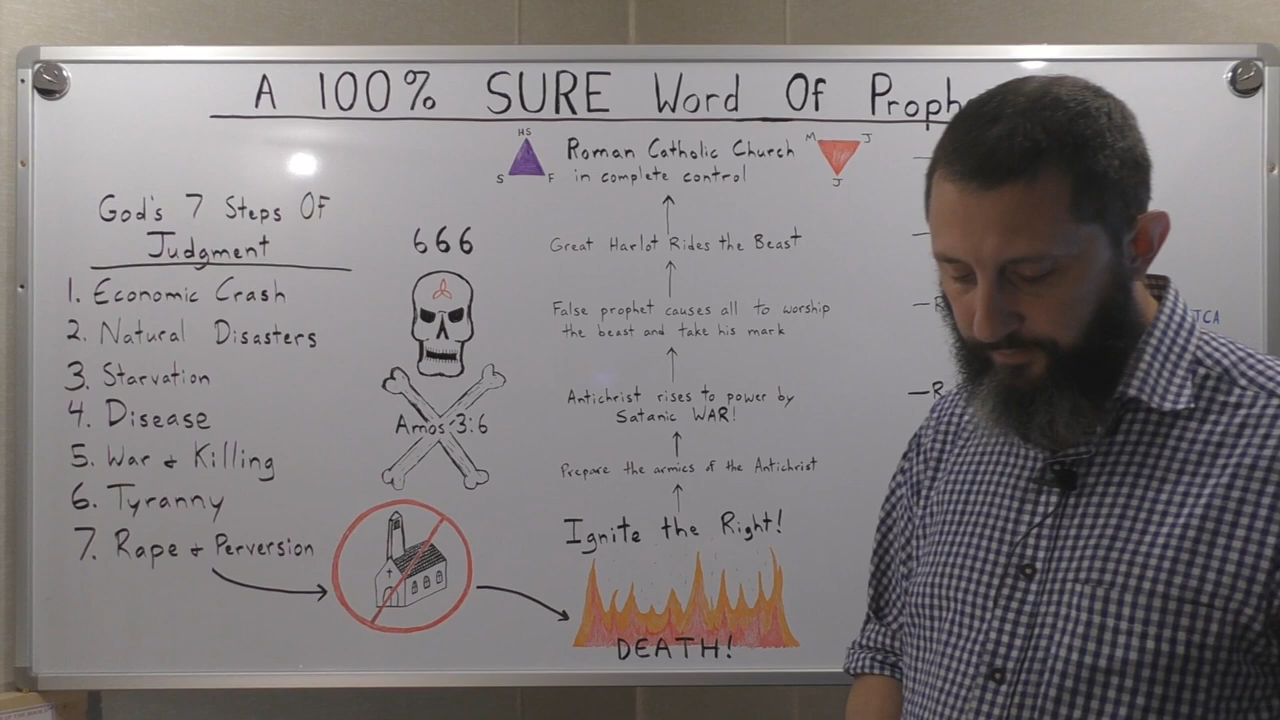 A 100% SURE Word Of Proph
God's 7 Steps Of
Judgment
1. Economic Crash
2. Natural Disasters
3. Starvation
4. Disease
5. War & Killing
6. Tyranny
7. Rape & Perversion
666
Amos 3:6
HS
S F
Roman Catholic Church
in complete control
M J
J
Great Harlot Rides the Beast
False prophet causes all to worship
the beast and take his mark
Antichrist rises to power by
Satanic WAR!
Prepare the armies of the Antichrist
Ignite the Right!
DEATH!
JCA